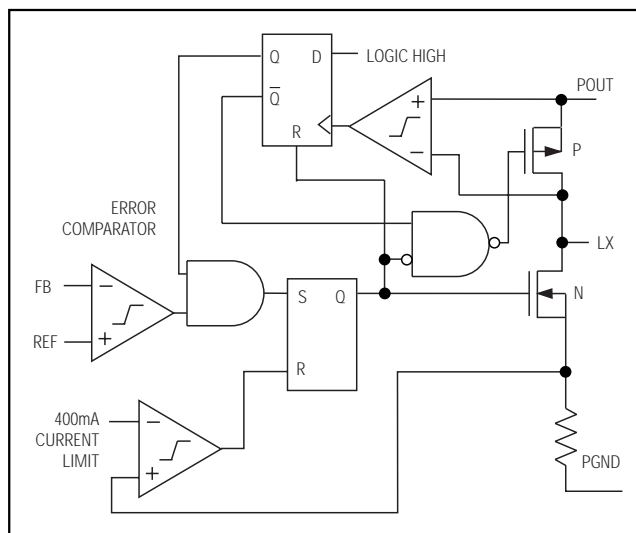 Q
D
LOGIC HIGH
Q
R
+
−
POUT
P
ERROR
COMPARATOR
LX
FB
−
REF
+
S
Q
R
N
400mA
CURRENT
LIMIT
−
+
PGND